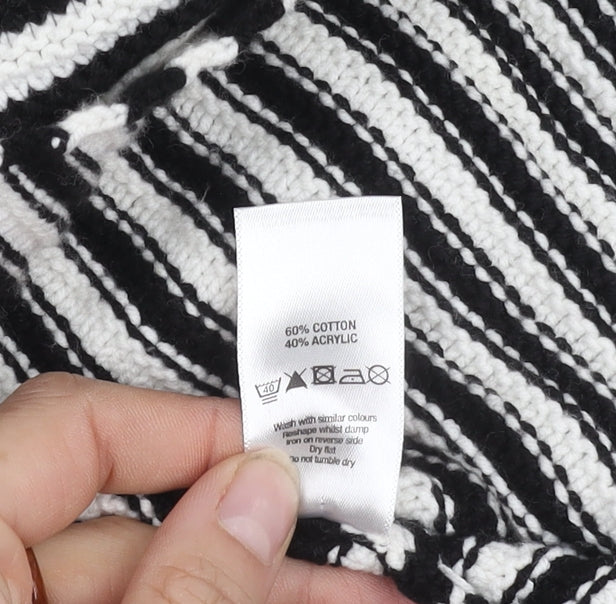 60% COTTON
40% ACRYLIC
40
Wash with similar colours
Reshape whilst damp
Iron on reverse side
Dry flat
Do not tumble dry